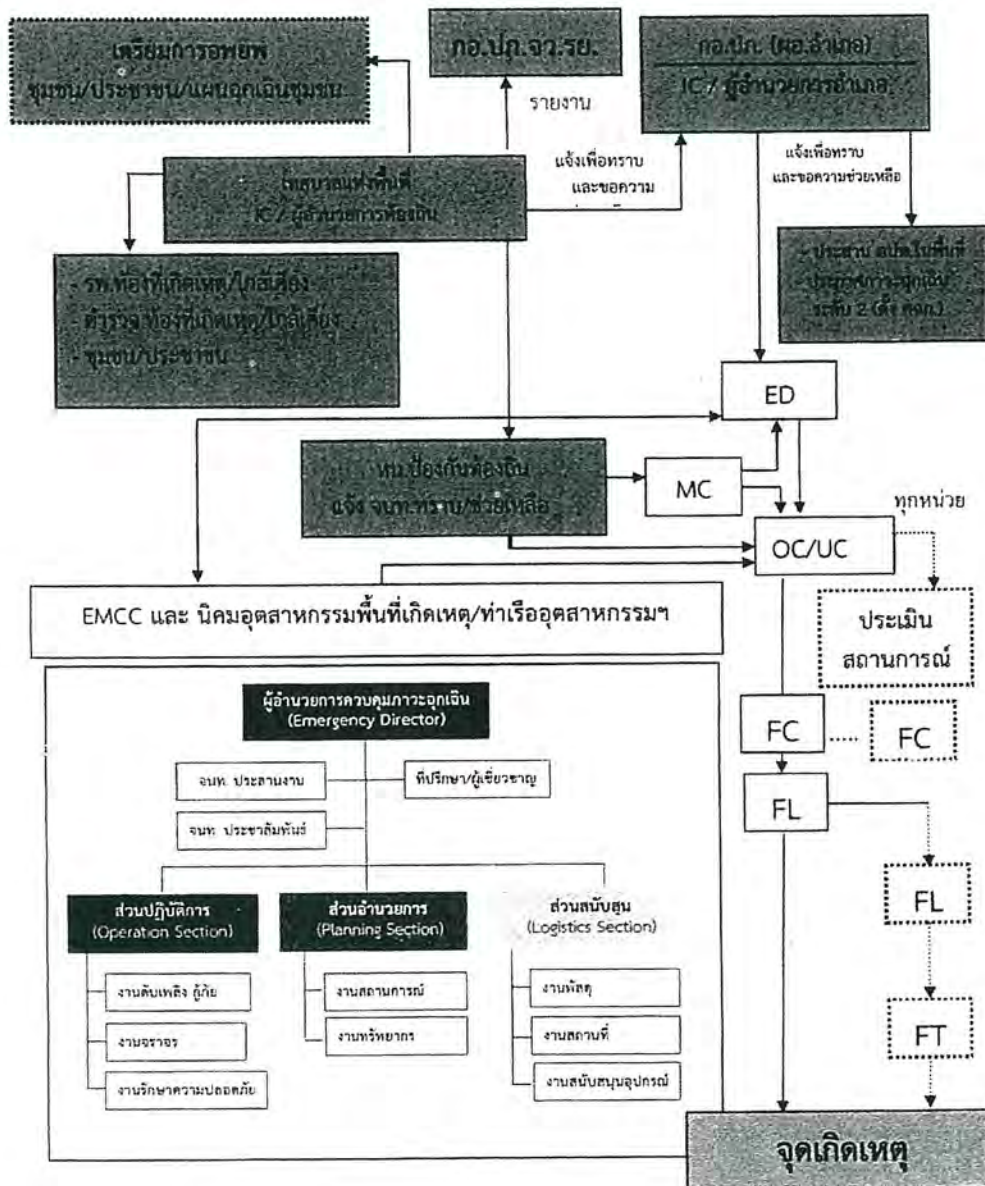 เตรียมการอพยพ
ชุมชน/ประชาชน/แผนฉุกเฉินชุมชน
กอ.ปภ.จว.รย.
กอ.ปภ. (ผอ.อำเภอ)
IC / ผู้อำนวยการอำเภอ
รายงาน
แจ้งเพื่อทราบ
และขอความ
แจ้งเพื่อทราบ
และขอความช่วยเหลือ
IC / ผู้อำนวยการท้องถิ่น
- รพ.ท้องที่เกิดเหตุ/ใกล้เคียง
- ตำรวจท้องที่เกิดเหตุ/ใกล้เคียง
- ชุมชน/ประชาชน
- ประสาน ในพื้นที่
- ประกาศภาวะฉุกเฉิน
ระดับ 2 (ตั้ง )
ED
ป้องกันท้องถิ่น
แจ้ง จนท.ทราบ/ช่วยเหลือ
MC
ทุกหน่วย
OC/UC
EMCC และ นิคมอุตสาหกรรมพื้นที่เกิดเหตุ/ท่าเรืออุตสาหกรรมฯ
ประเมิน
สถานการณ์
ผู้อำนวยการควบคุมภาวะฉุกเฉิน
(Emergency Director)
FC
FC
จนท. ประสานงาน
ที่ปรึกษา/ผู้เชี่ยวชาญ
FL
จนท. ประชาสัมพันธ์
ส่วนปฏิบัติการ
(Operation Section)
ส่วนอำนวยการ
(Planning Section)
ส่วนสนับสูน
(Logistics Section)
FL
งานดับเพลิง กู้ภัย
งานสถานการณ์
งานพัสดุ
งานจราจร
งานทรัพยากร
งานสถานที่
FT
งานรักษาความปลอดภัย
งานสนับสนุนอุปกรณ์
จุดเกิดเหตุ